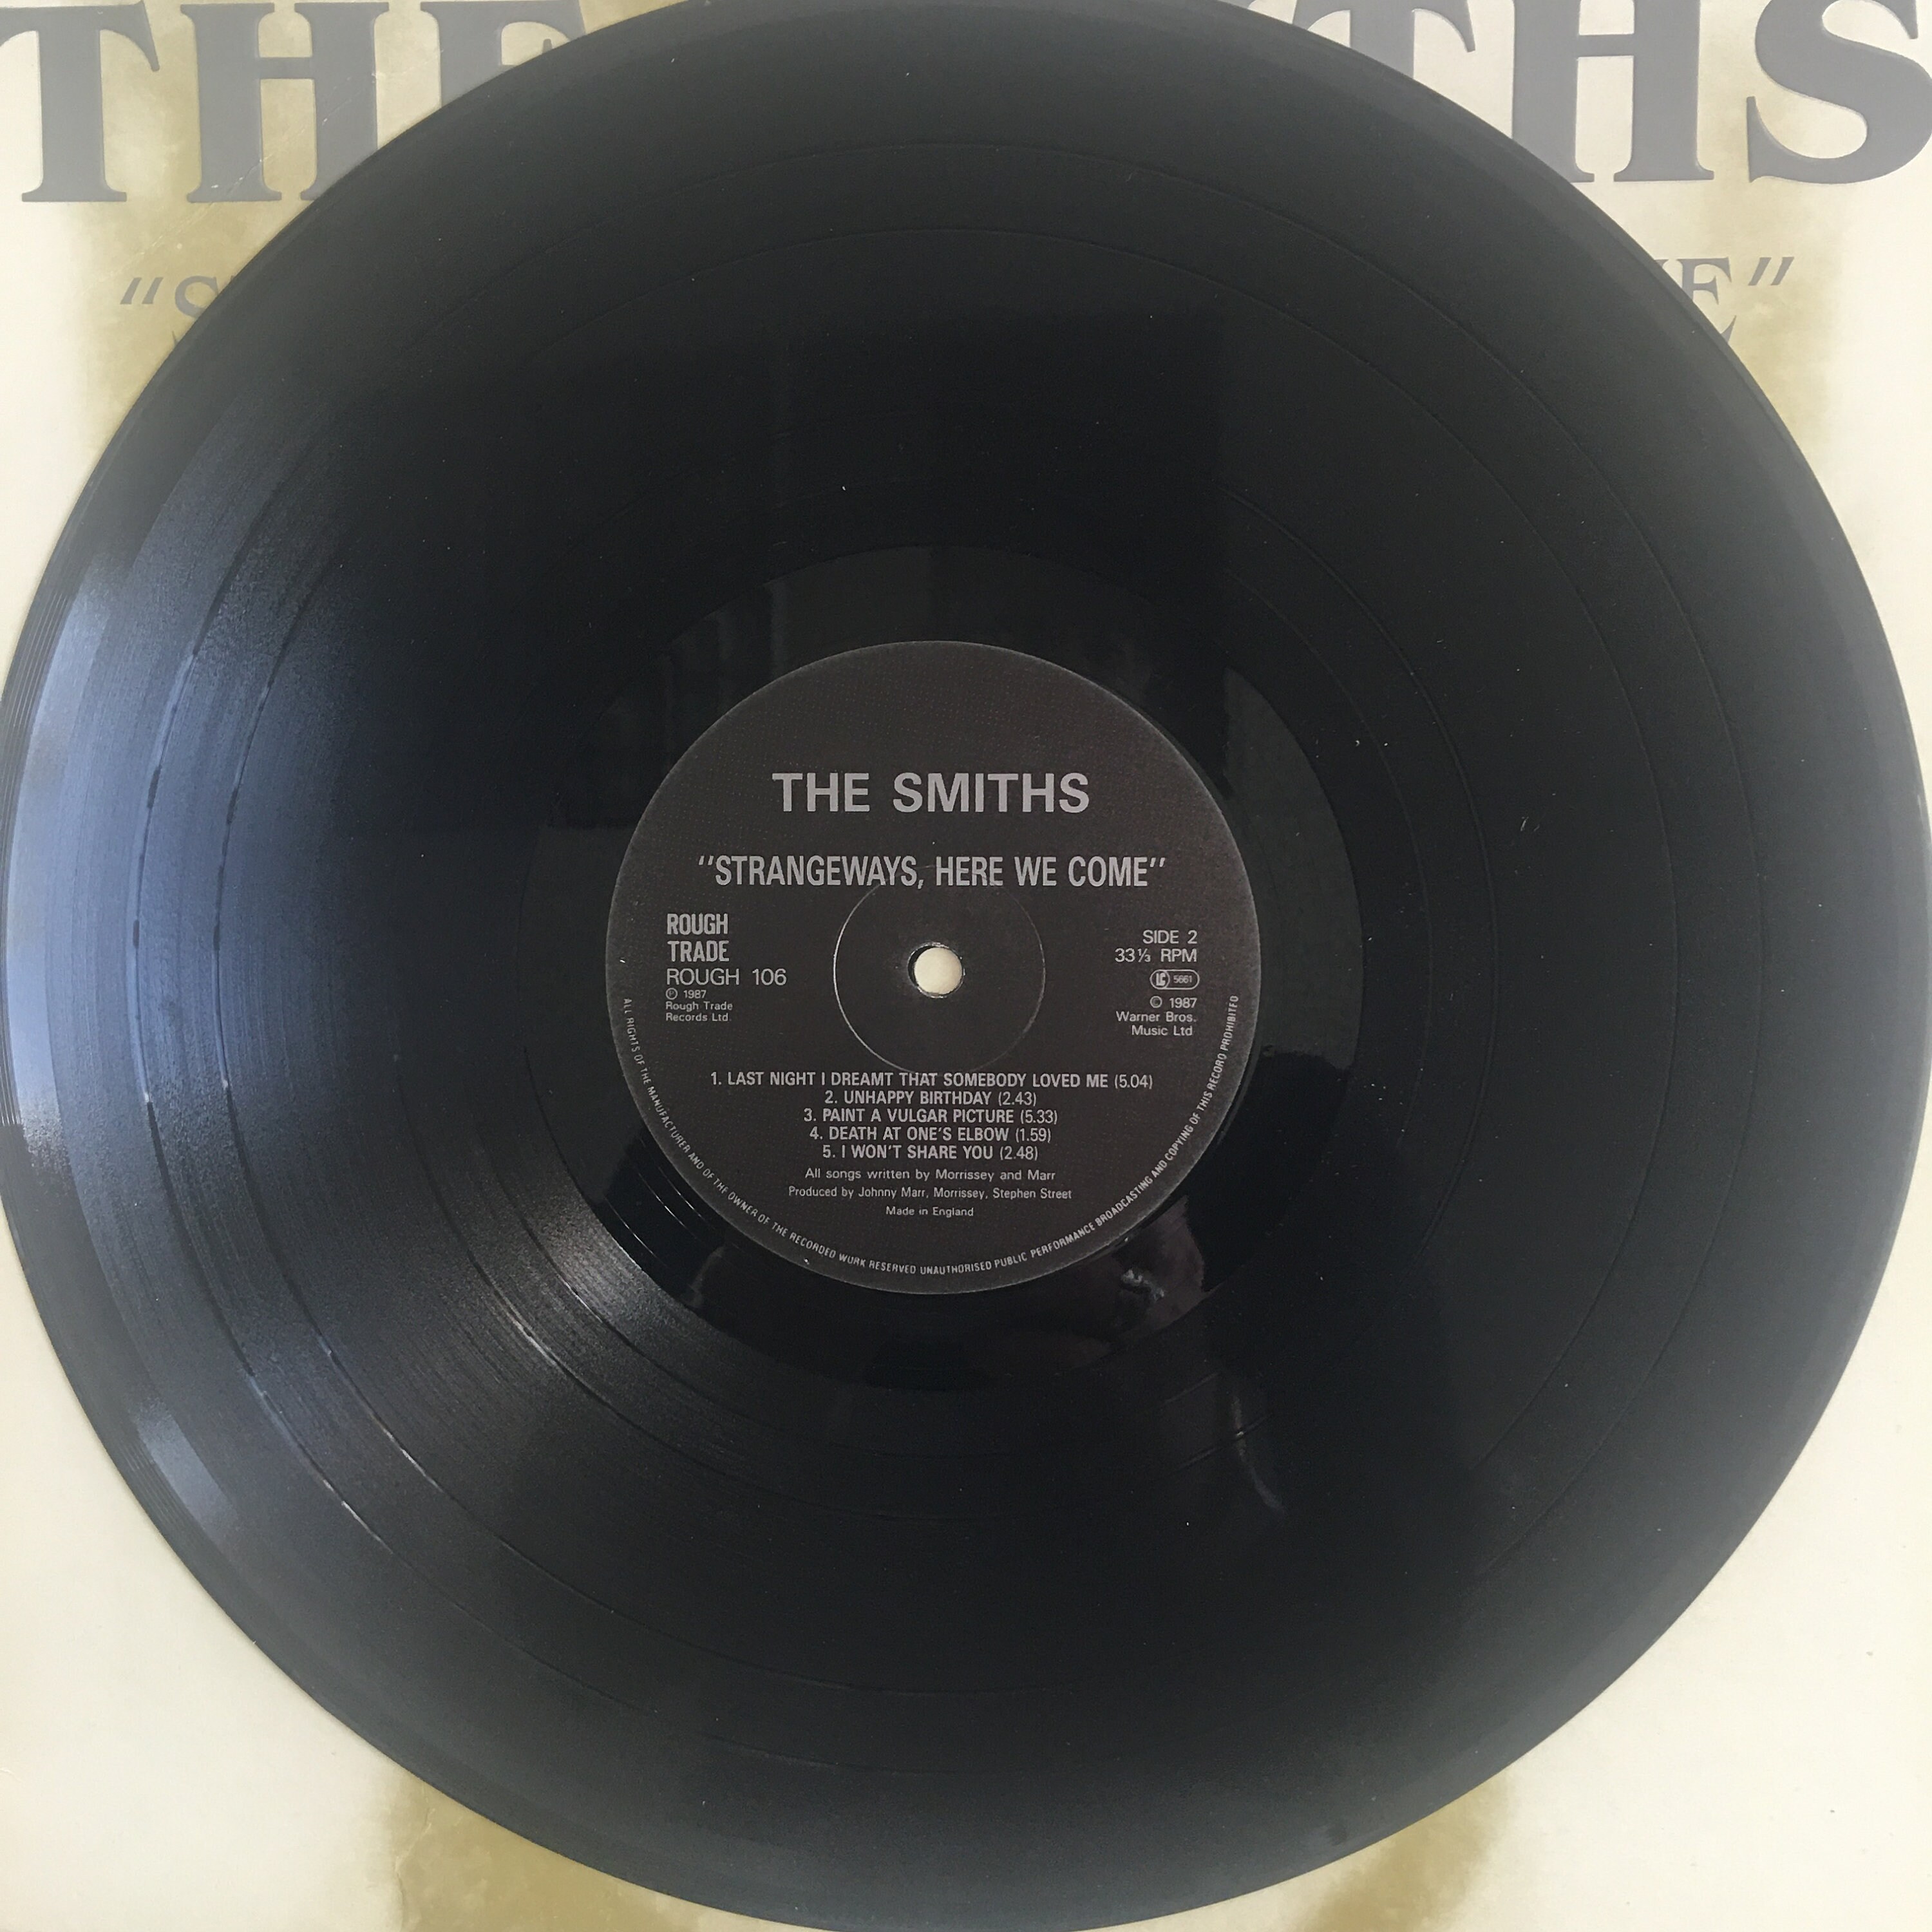 THE SMITHS
"STRANGEWAYS, HERE WE COME"
ROUGH
TRADE
ROUGH 106
℗ 1987
Rough Trade
Records Ltd.
SIDE 2
33⅓ RPM
LC 5661
© 1987
Warner Bros.
Music Ltd
1. LAST NIGHT I DREAMT THAT SOMEBODY LOVED ME (5.04)
2. UNHAPPY BIRTHDAY (2.43)
3. PAINT A VULGAR PICTURE (5.33)
4. DEATH AT ONE'S ELBOW (1.59)
5. I WON'T SHARE YOU (2.48)
All songs written by Morrissey and Marr
Produced by Johnny Marr, Morrissey, Stephen Street
Made in England
ALL RIGHTS OF THE MANUFACTURER AND OF THE OWNER OF THE RECORDED WORK RESERVED UNAUTHORISED PUBLIC PERFORMANCE BROADCASTING AND COPYING OF THIS RECORD PROHIBITED